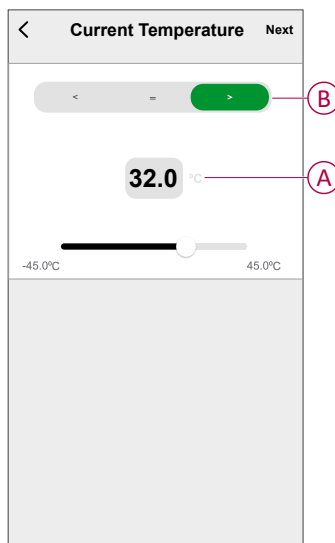 < Current Temperature Next
< = > B
32.0 °C A
-45.0ºC 45.0ºC